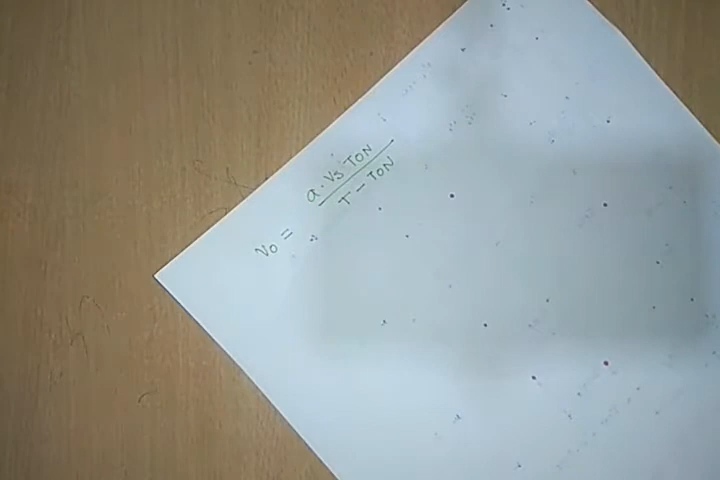 Vo = a . Vs TON / T - TON